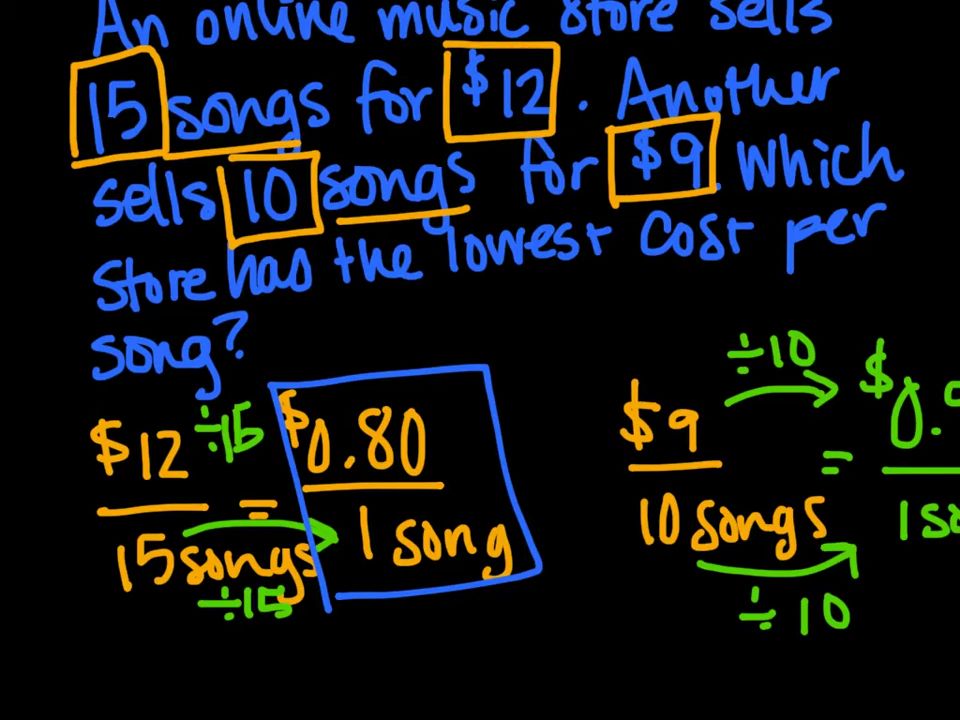 An online music store sells
15 songs for $12. Another
sells 10 songs for $9. Which
store has the lowest cost per
song?
$12 ÷15 $0.80
=
15 songs 1 song
÷15
÷10
$9 $0.
=
10 songs 1
÷10